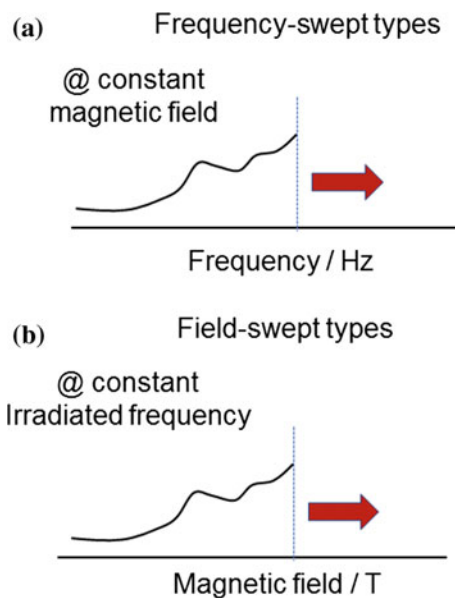 (a) Frequency-swept types
@ constant
magnetic field
Frequency / Hz
(b) Field-swept types
@ constant
Irradiated frequency
Magnetic field / T